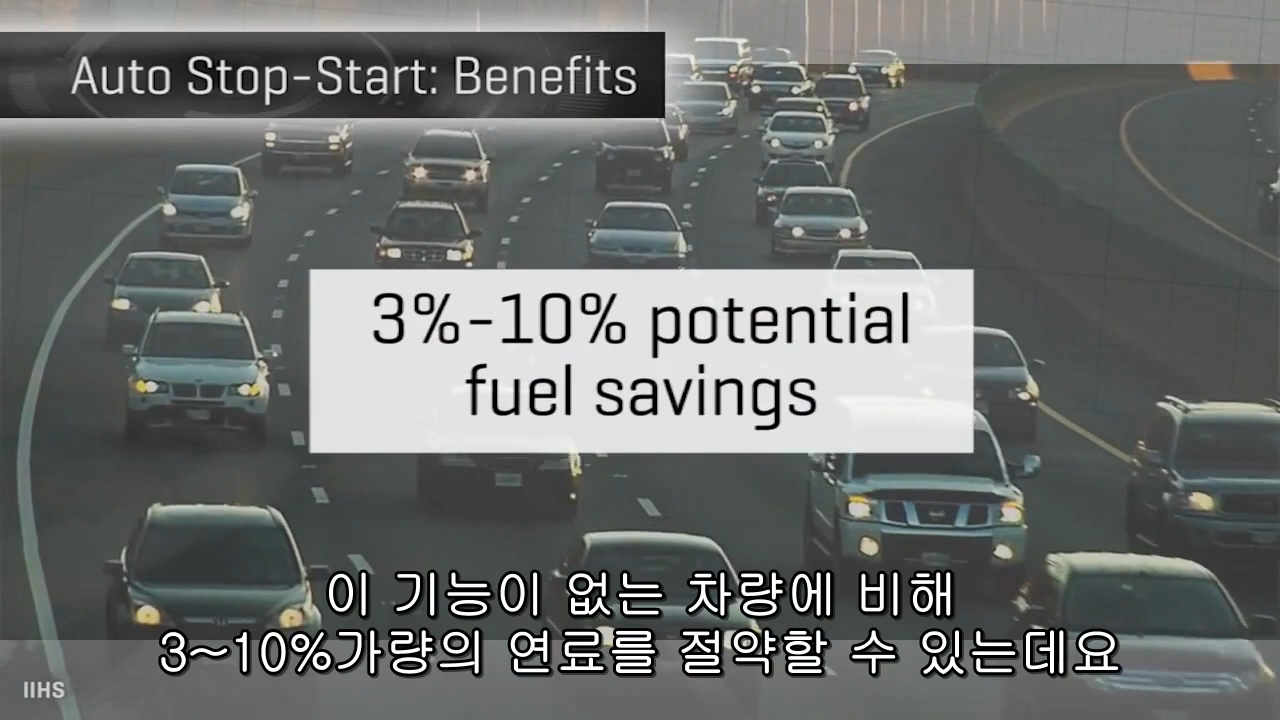 Auto Stop-Start: Benefits
3%-10% potential
fuel savings
이 기능이 없는 차량에 비해
3~10%가량의 연료를 절약할 수 있는데요
IIHS